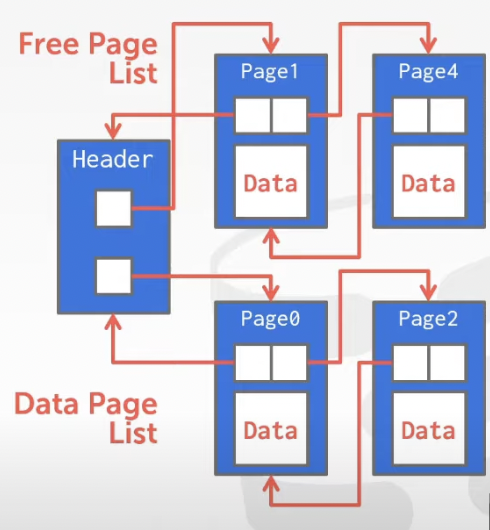 Free Page
List
Page1
Page4
Header
Data
Data
Page0
Page2
Data Page
List
Data
Data